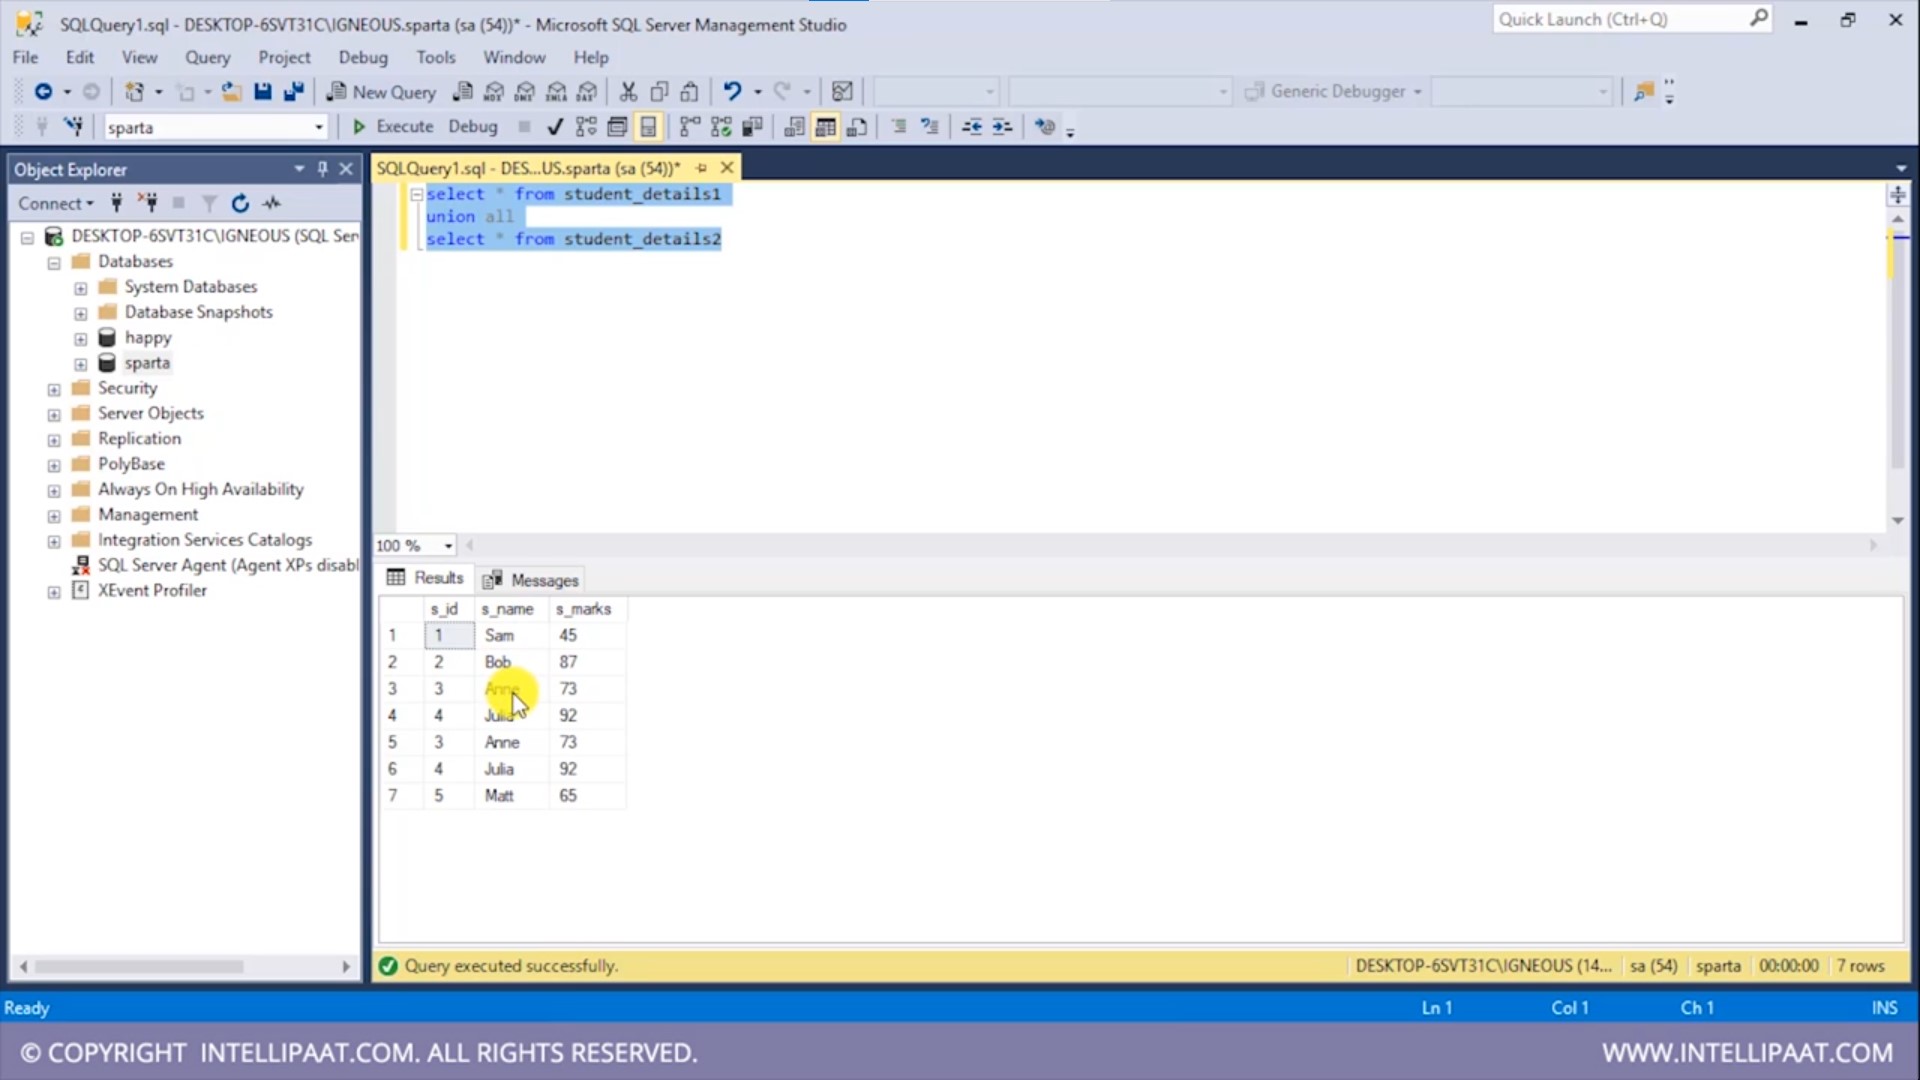 SQLQuery1.sql - DESKTOP-6SVT31C\IGNEOUS.sparta (sa (54))* - Microsoft SQL Server Management Studio
Quick Launch (Ctrl+Q)
File Edit View Query Project Debug Tools Window Help
New Query
MDX DMX XMLA DAX
Generic Debugger
sparta
Execute Debug
Object Explorer
Connect
DESKTOP-6SVT31C\IGNEOUS (SQL Ser
Databases
System Databases
Database Snapshots
happy
sparta
Security
Server Objects
Replication
PolyBase
Always On High Availability
Management
Integration Services Catalogs
SQL Server Agent (Agent XPs disabl
XEvent Profiler
SQLQuery1.sql - DES...US.sparta (sa (54))*
select * from student_details1
union all
select * from student_details2
100 %
Results Messages
s_id s_name s_marks
1 1 Sam 45
2 2 Bob 87
3 3 Anne 73
4 4 Julia 92
5 3 Anne 73
6 4 Julia 92
7 5 Matt 65
Query executed successfully.
DESKTOP-6SVT31C\IGNEOUS (14... sa (54) sparta 00:00:00 7 rows
Ready
Ln 1 Col 1 Ch 1 INS
© COPYRIGHT INTELLIPAAT.COM. ALL RIGHTS RESERVED.
WWW.INTELLIPAAT.COM